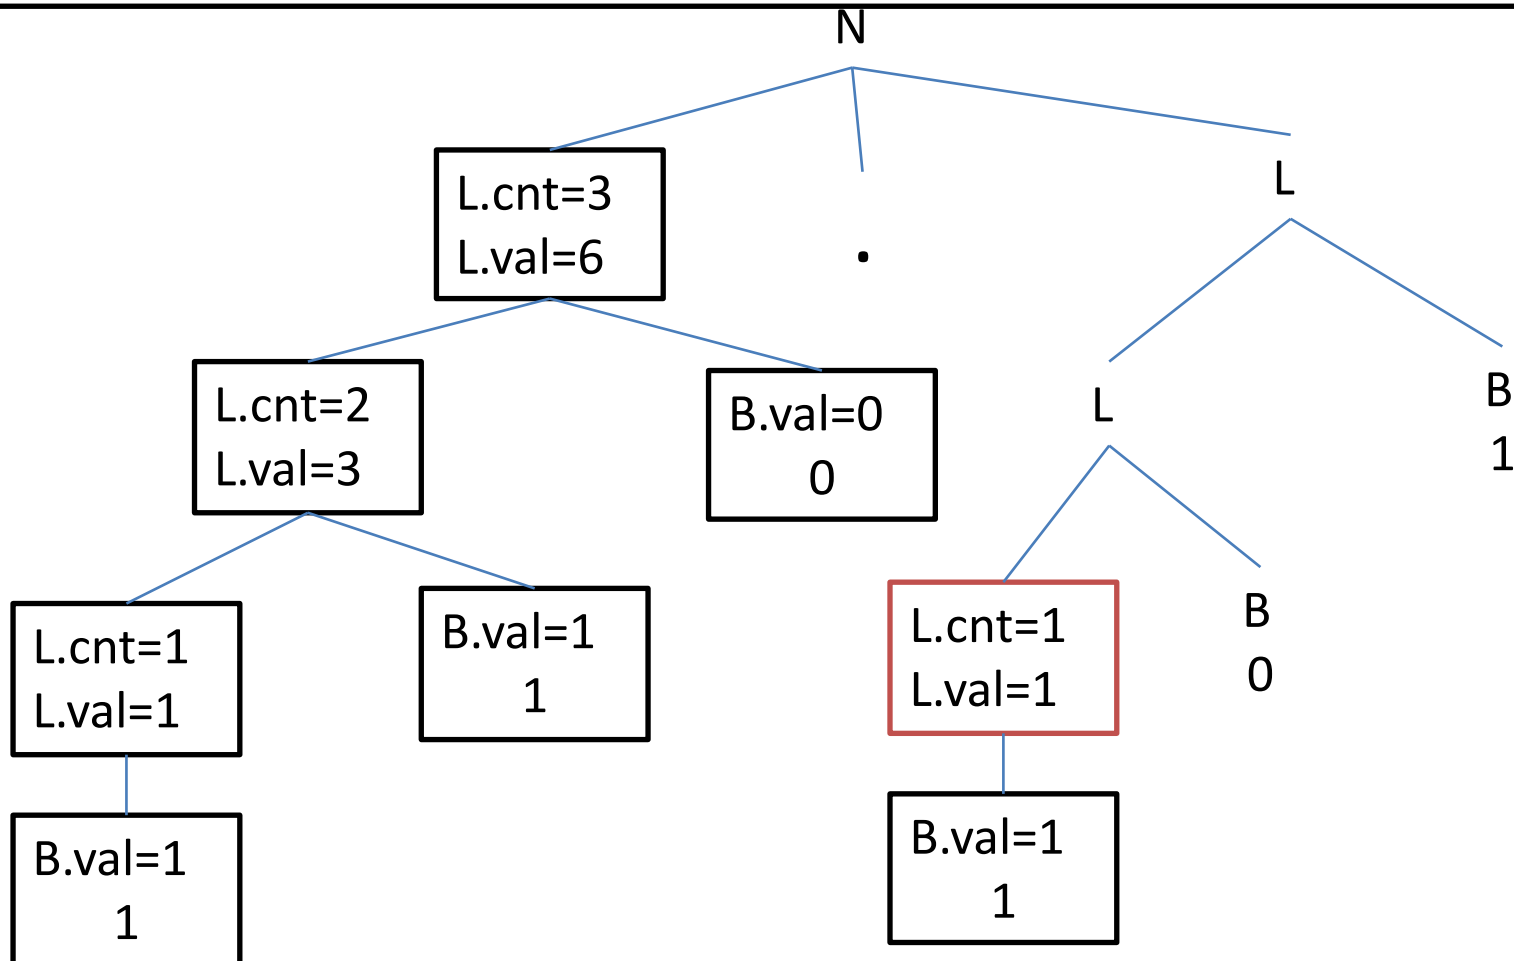 N
L.cnt=3
L.val=6
.
L
L.cnt=2
L.val=3
B.val=0
0
L
B
1
L.cnt=1
L.val=1
B.val=1
1
L.cnt=1
L.val=1
B
0
B.val=1
1
B.val=1
1